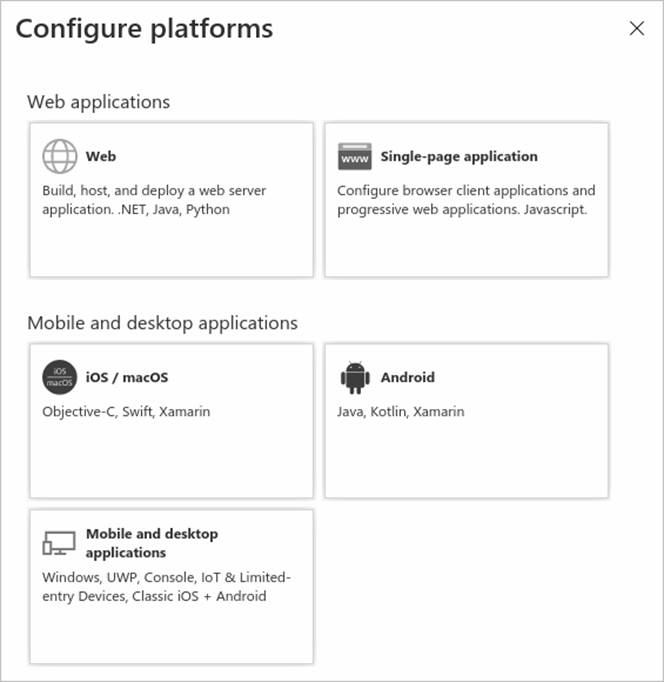 Configure platforms
Web applications
Web
Build, host, and deploy a web server
application. .NET, Java, Python
www
Single-page application
Configure browser client applications and
progressive web applications. Javascript.
Mobile and desktop applications
iOS
macOS
iOS / macOS
Objective-C, Swift, Xamarin
Android
Java, Kotlin, Xamarin
Mobile and desktop
applications
Windows, UWP, Console, IoT & Limited-
entry Devices, Classic iOS + Android